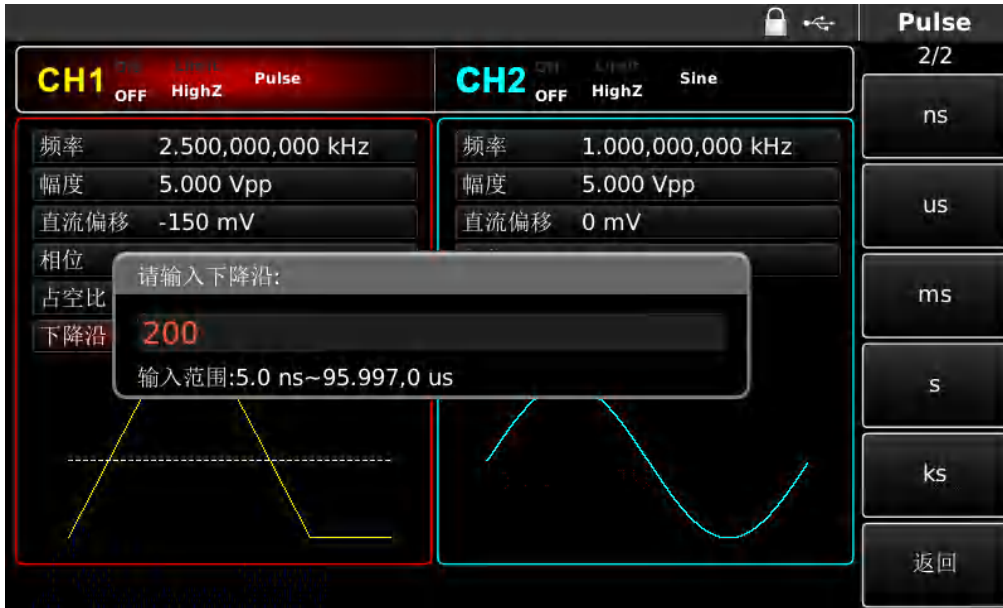 Pulse
2/2
CH1 OFF HighZ Pulse
CH2 OFF HighZ Sine
频率 2.500,000,000 kHz
幅度 5.000 Vpp
直流偏移 -150 mV
相位
占空比
下降沿
频率 1.000,000,000 kHz
幅度 5.000 Vpp
直流偏移 0 mV
请输入下降沿:
200
输入范围:5.0 ns~95.997,0 us
ns
us
ms
s
ks
返回